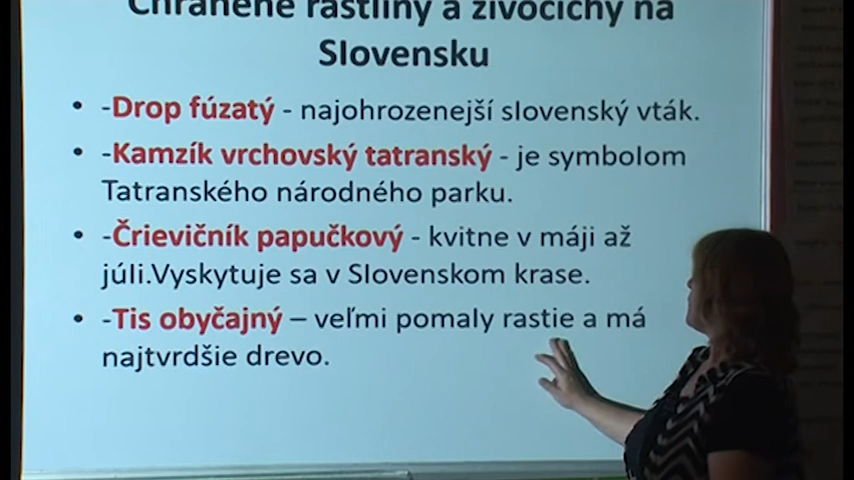 Chránené rastliny a živočíchy na
Slovensku
• -Drop fúzatý - najohrozenejší slovenský vták.
• -Kamzík vrchovský tatranský - je symbolom
Tatranského národného parku.
• -Črievičník papučkový - kvitne v máji až
júli.Vyskytuje sa v Slovenskom krase.
• -Tis obyčajný – veľmi pomaly rastie a má
najtvrdšie drevo.